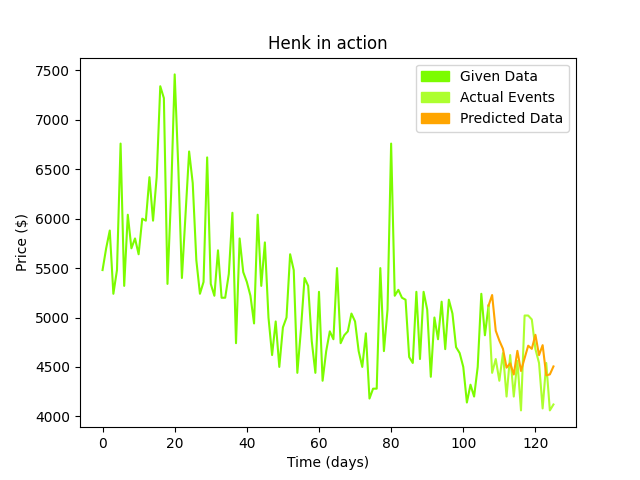 Henk in action
Given Data
Actual Events
Predicted Data
Price ($)
7500
7000
6500
6000
5500
5000
4500
4000
0 20 40 60 80 100 120
Time (days)